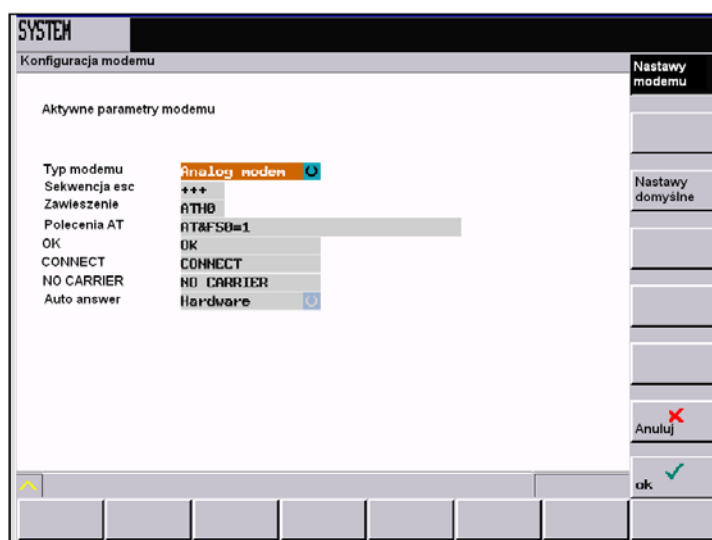 SYSTEM
Konfiguracja modemu
Nastawy
modemu
Aktywne parametry modemu
Typ modemu Analog modem
Sekwencja esc +++
Zawieszenie ATH0
Polecenia AT AT&FS0=1
OK OK
CONNECT CONNECT
NO CARRIER NO CARRIER
Auto answer Hardware
Nastawy
domyślne
Anuluj
ok